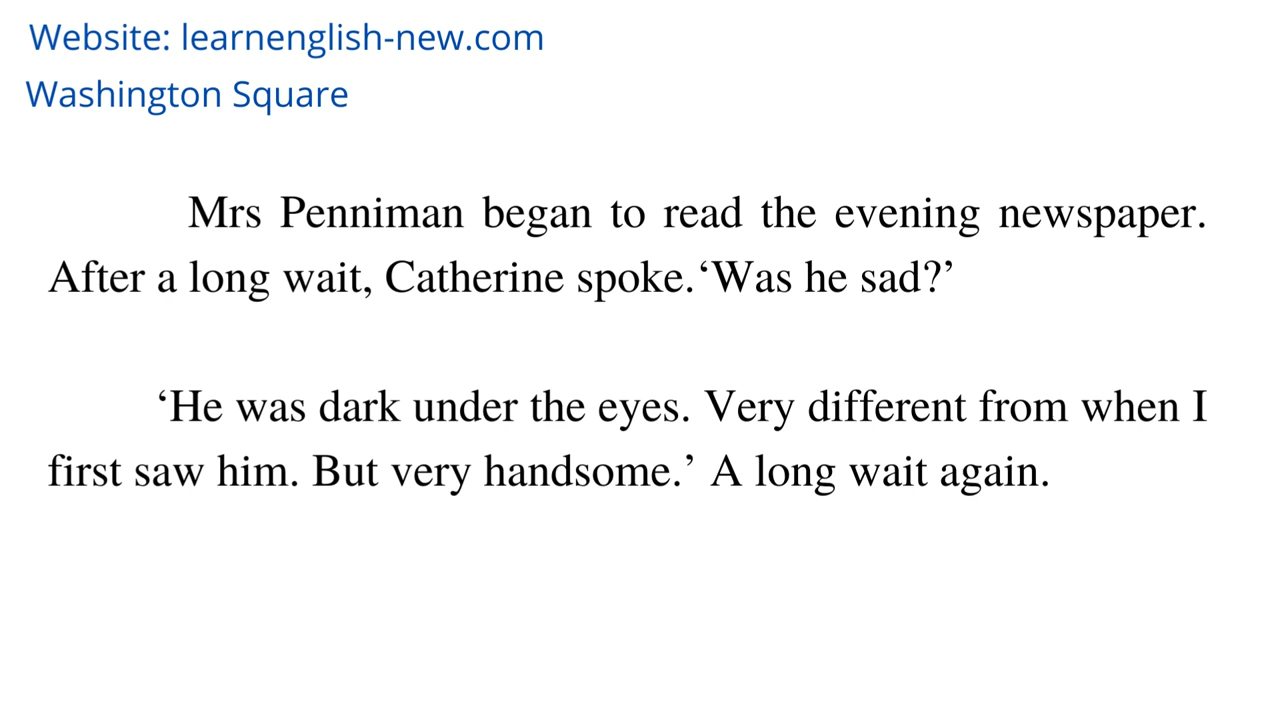 Website: learnenglish-new.com
Washington Square
Mrs Penniman began to read the evening newspaper.
After a long wait, Catherine spoke.‘Was he sad?’
‘He was dark under the eyes. Very different from when I
first saw him. But very handsome.’ A long wait again.